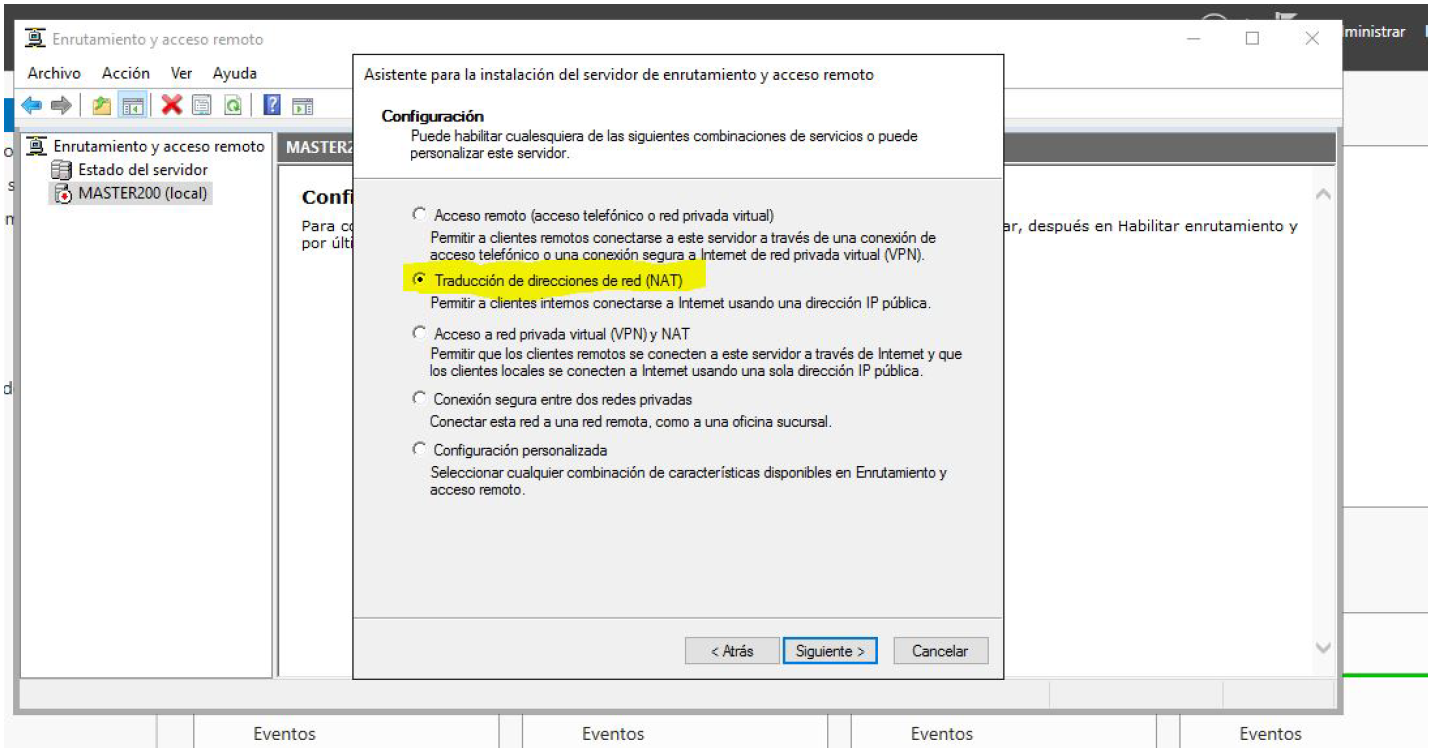 ministrar
Enrutamiento y acceso remoto
Archivo Acción Ver Ayuda
Enrutamiento y acceso remoto
Estado del servidor
MASTER200 (local)
MASTER2
Confi
Para co
por últi
ar, después en Habilitar enrutamiento y
Asistente para la instalación del servidor de enrutamiento y acceso remoto
Configuración
Puede habilitar cualesquiera de las siguientes combinaciones de servicios o puede
personalizar este servidor.
Acceso remoto (acceso telefónico o red privada virtual)
Permitir a clientes remotos conectarse a este servidor a través de una conexión de
acceso telefónico o una conexión segura a Internet de red privada virtual (VPN).
Traducción de direcciones de red (NAT)
Permitir a clientes internos conectarse a Internet usando una dirección IP pública.
Acceso a red privada virtual (VPN) y NAT
Permitir que los clientes remotos se conecten a este servidor a través de Internet y que
los clientes locales se conecten a Internet usando una sola dirección IP pública.
Conexión segura entre dos redes privadas
Conectar esta red a una red remota, como a una oficina sucursal.
Configuración personalizada
Seleccionar cualquier combinación de características disponibles en Enrutamiento y
acceso remoto.
< Atrás Siguiente > Cancelar
Eventos Eventos Eventos Eventos